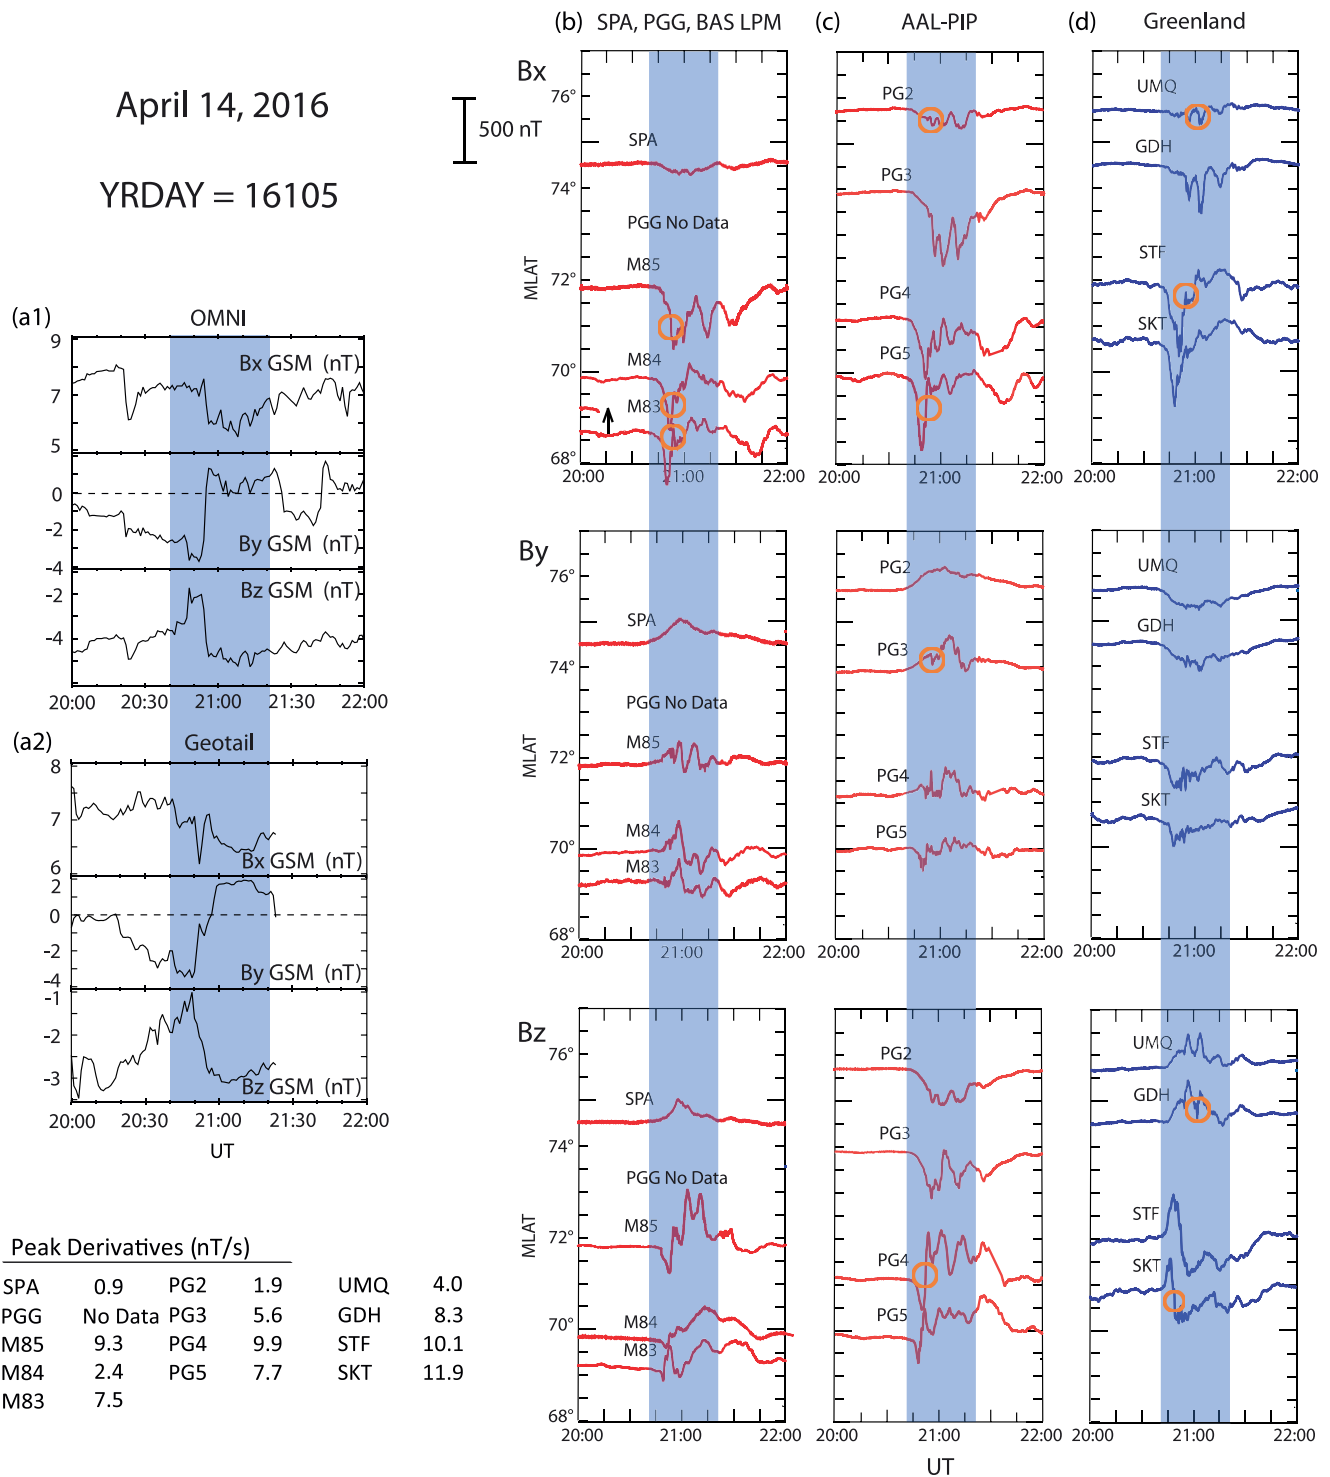 April 14, 2016
YRDAY = 16105
500 nT
(a1)
OMNI
9
7
5
Bx GSM (nT)
0
-2
-4
By GSM (nT)
-2
-4
Bz GSM (nT)
20:00 20:30 21:00 21:30 22:00
(a2)
Geotail
8
7
6
Bx GSM (nT)
2
0
-2
-4
By GSM (nT)
-1
-2
-3
Bz GSM (nT)
20:00 20:30 21:00 21:30 22:00
UT
Peak Derivatives (nT/s)
SPA 0.9 PG2 1.9 UMQ 4.0
PGG No Data PG3 5.6 GDH 8.3
M85 9.3 PG4 9.9 STF 10.1
M84 2.4 PG5 7.7 SKT 11.9
M83 7.5
(b) SPA, PGG, BAS LPM (c) AAL-PIP (d) Greenland
Bx
76°
74°
72°
70°
68°
MLAT
SPA
PGG No Data
M85
M84
M83
20:00 21:00 22:00
PG2
PG3
PG4
PG5
20:00 21:00 22:00
UMQ
GDH
STF
SKT
20:00 21:00 22:00
By
76°
74°
72°
70°
68°
MLAT
SPA
PGG No Data
M85
M84
M83
20:00 21:00 22:00
PG2
PG3
PG4
PG5
20:00 21:00 22:00
UMQ
GDH
STF
SKT
20:00 21:00 22:00
Bz
76°
74°
72°
70°
68°
MLAT
SPA
PGG No Data
M85
M84
M83
20:00 21:00 22:00
PG2
PG3
PG4
PG5
20:00 21:00 22:00
UMQ
GDH
STF
SKT
20:00 21:00 22:00
UT